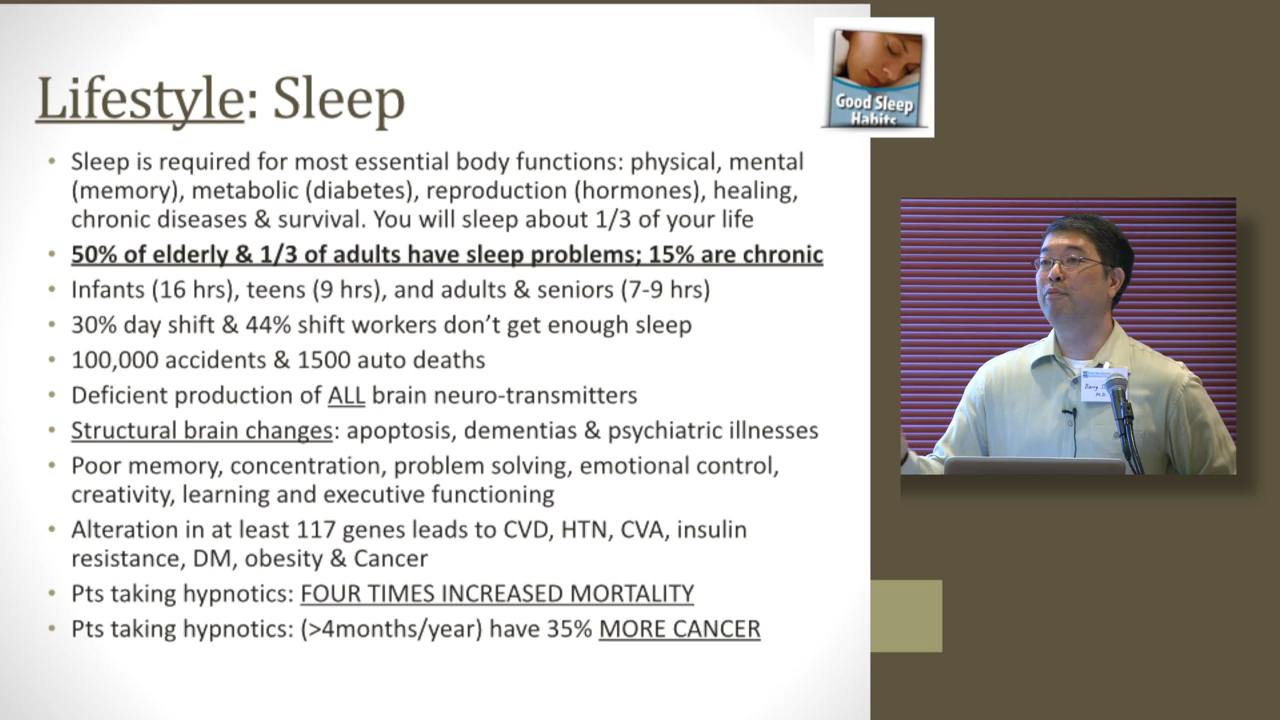 Good Sleep
Habits
Lifestyle: Sleep
• Sleep is required for most essential body functions: physical, mental
(memory), metabolic (diabetes), reproduction (hormones), healing,
chronic diseases & survival. You will sleep about 1/3 of your life
• 50% of elderly & 1/3 of adults have sleep problems; 15% are chronic
• Infants (16 hrs), teens (9 hrs), and adults & seniors (7-9 hrs)
• 30% day shift & 44% shift workers don’t get enough sleep
• 100,000 accidents & 1500 auto deaths
• Deficient production of ALL brain neuro-transmitters
• Structural brain changes: apoptosis, dementias & psychiatric illnesses
• Poor memory, concentration, problem solving, emotional control,
creativity, learning and executive functioning
• Alteration in at least 117 genes leads to CVD, HTN, CVA, insulin
resistance, DM, obesity & Cancer
• Pts taking hypnotics: FOUR TIMES INCREASED MORTALITY
• Pts taking hypnotics: (>4months/year) have 35% MORE CANCER
M.D.